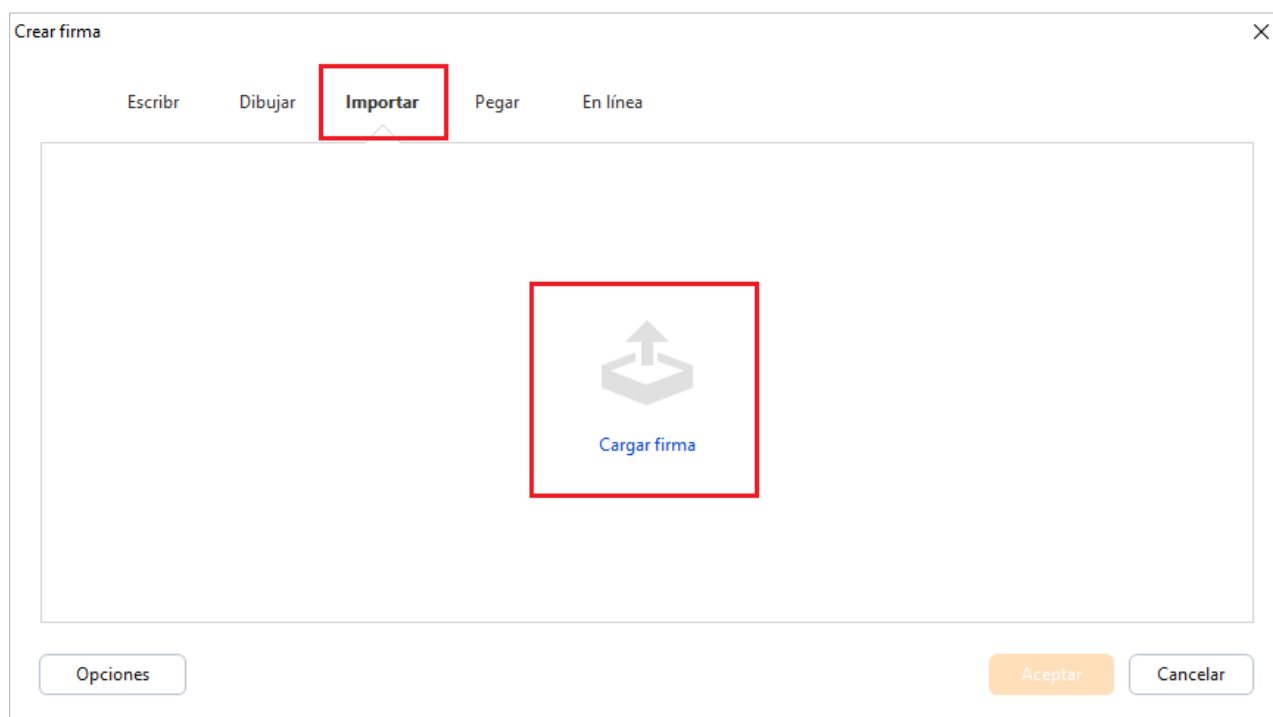 Crear firma
Escribr Dibujar Importar Pegar En línea
Cargar firma
Opciones Aceptar Cancelar